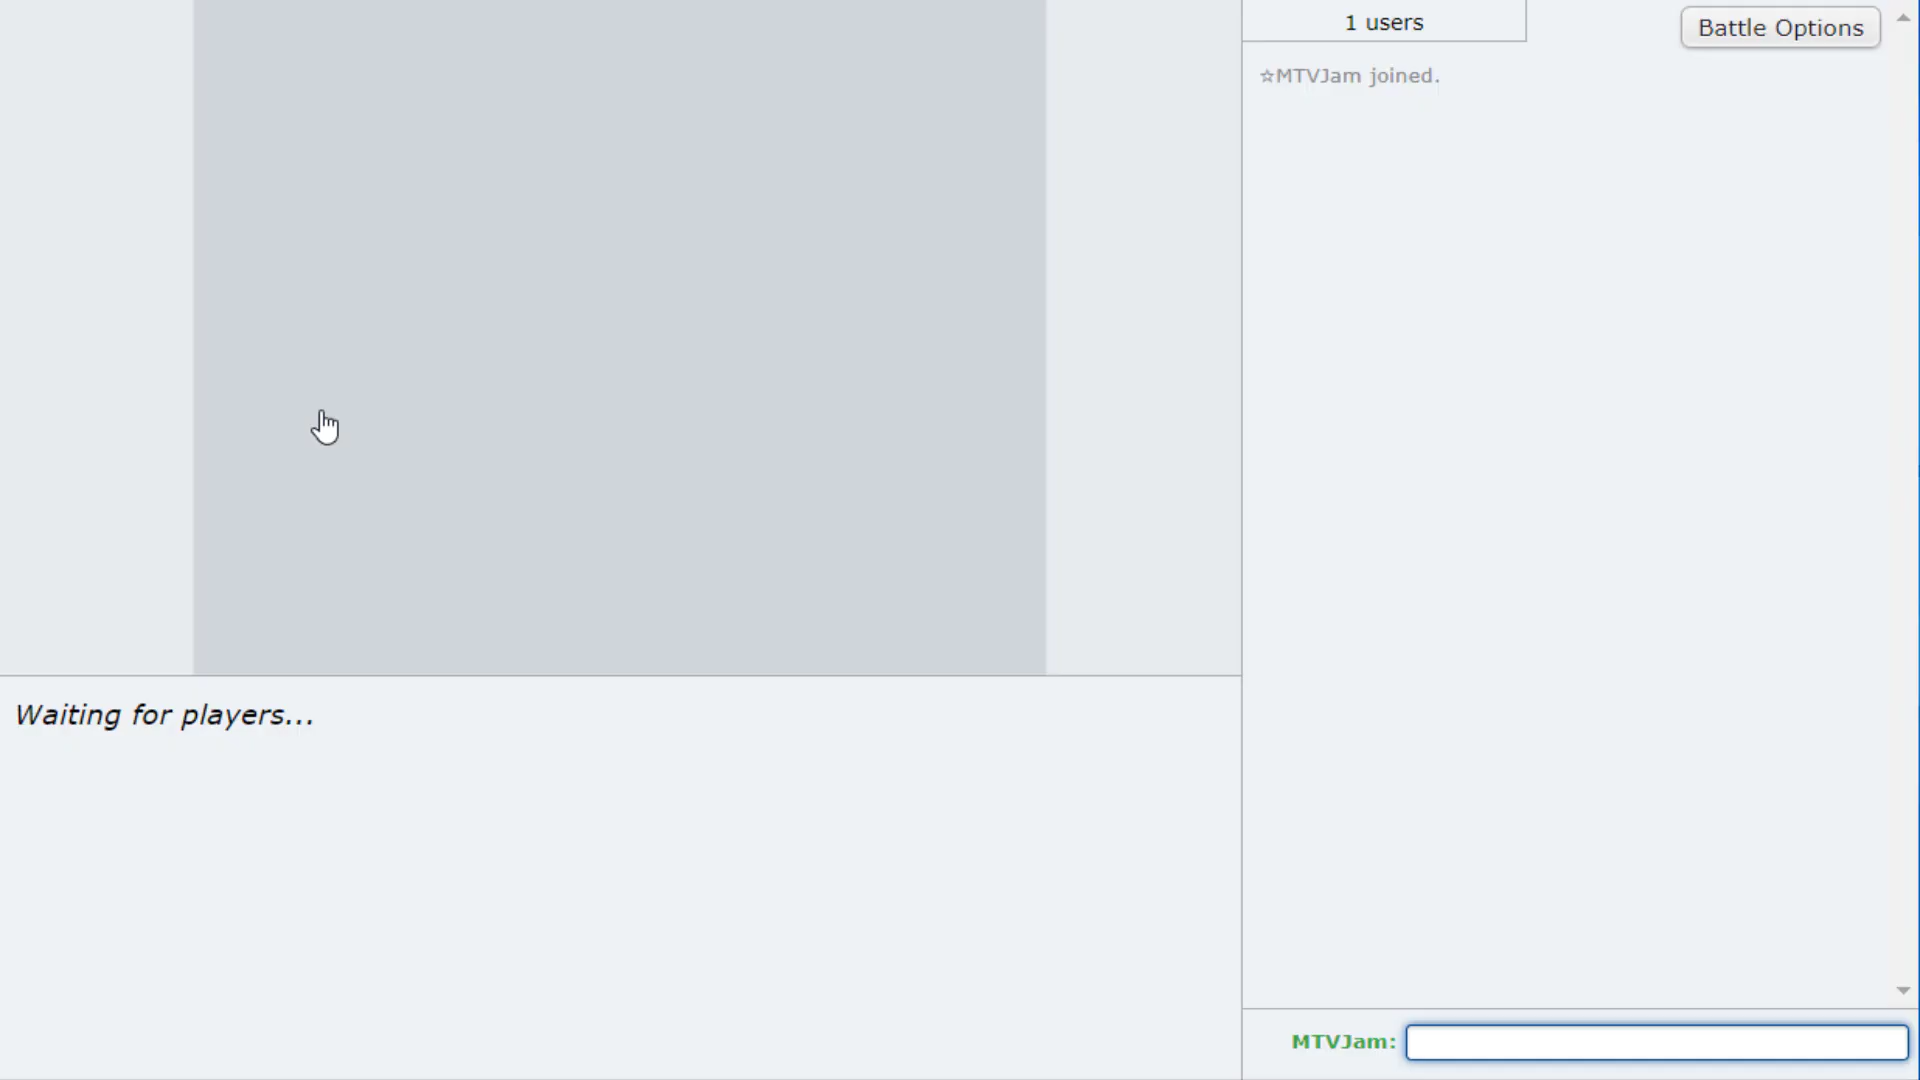 1 users
Battle Options
☆MTVJam joined.
Waiting for players...
MTVJam: